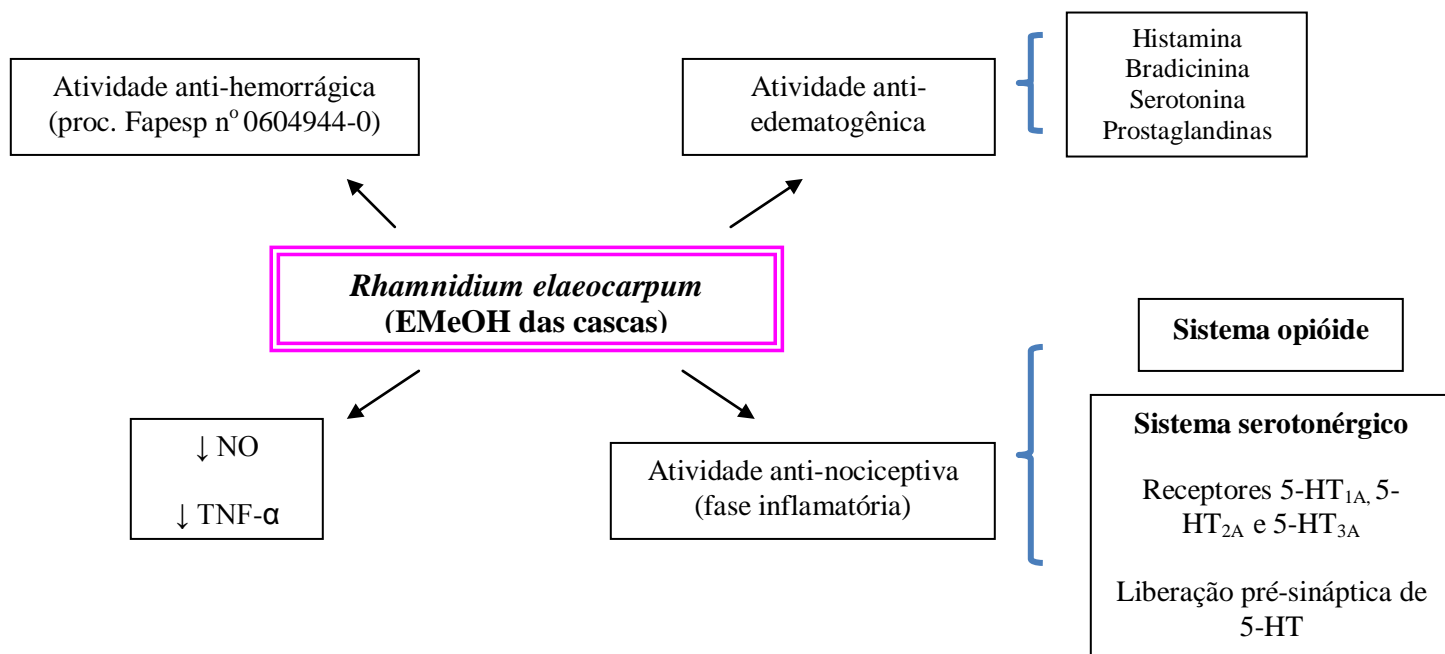 Atividade anti-hemorrágica
(proc. Fapesp nº 0604944-0)
Atividade anti-
edematogênica
Histamina
Bradicinina
Serotonina
Prostaglandinas
Rhamnidium elaeocarpum
(EMeOH das cascas)
↓ NO
↓ TNF-α
Atividade anti-nociceptiva
(fase inflamatória)
Sistema opióide
Sistema serotonérgico
Receptores 5-HT1A, 5-
HT2A e 5-HT3A
Liberação pré-sináptica de
5-HT